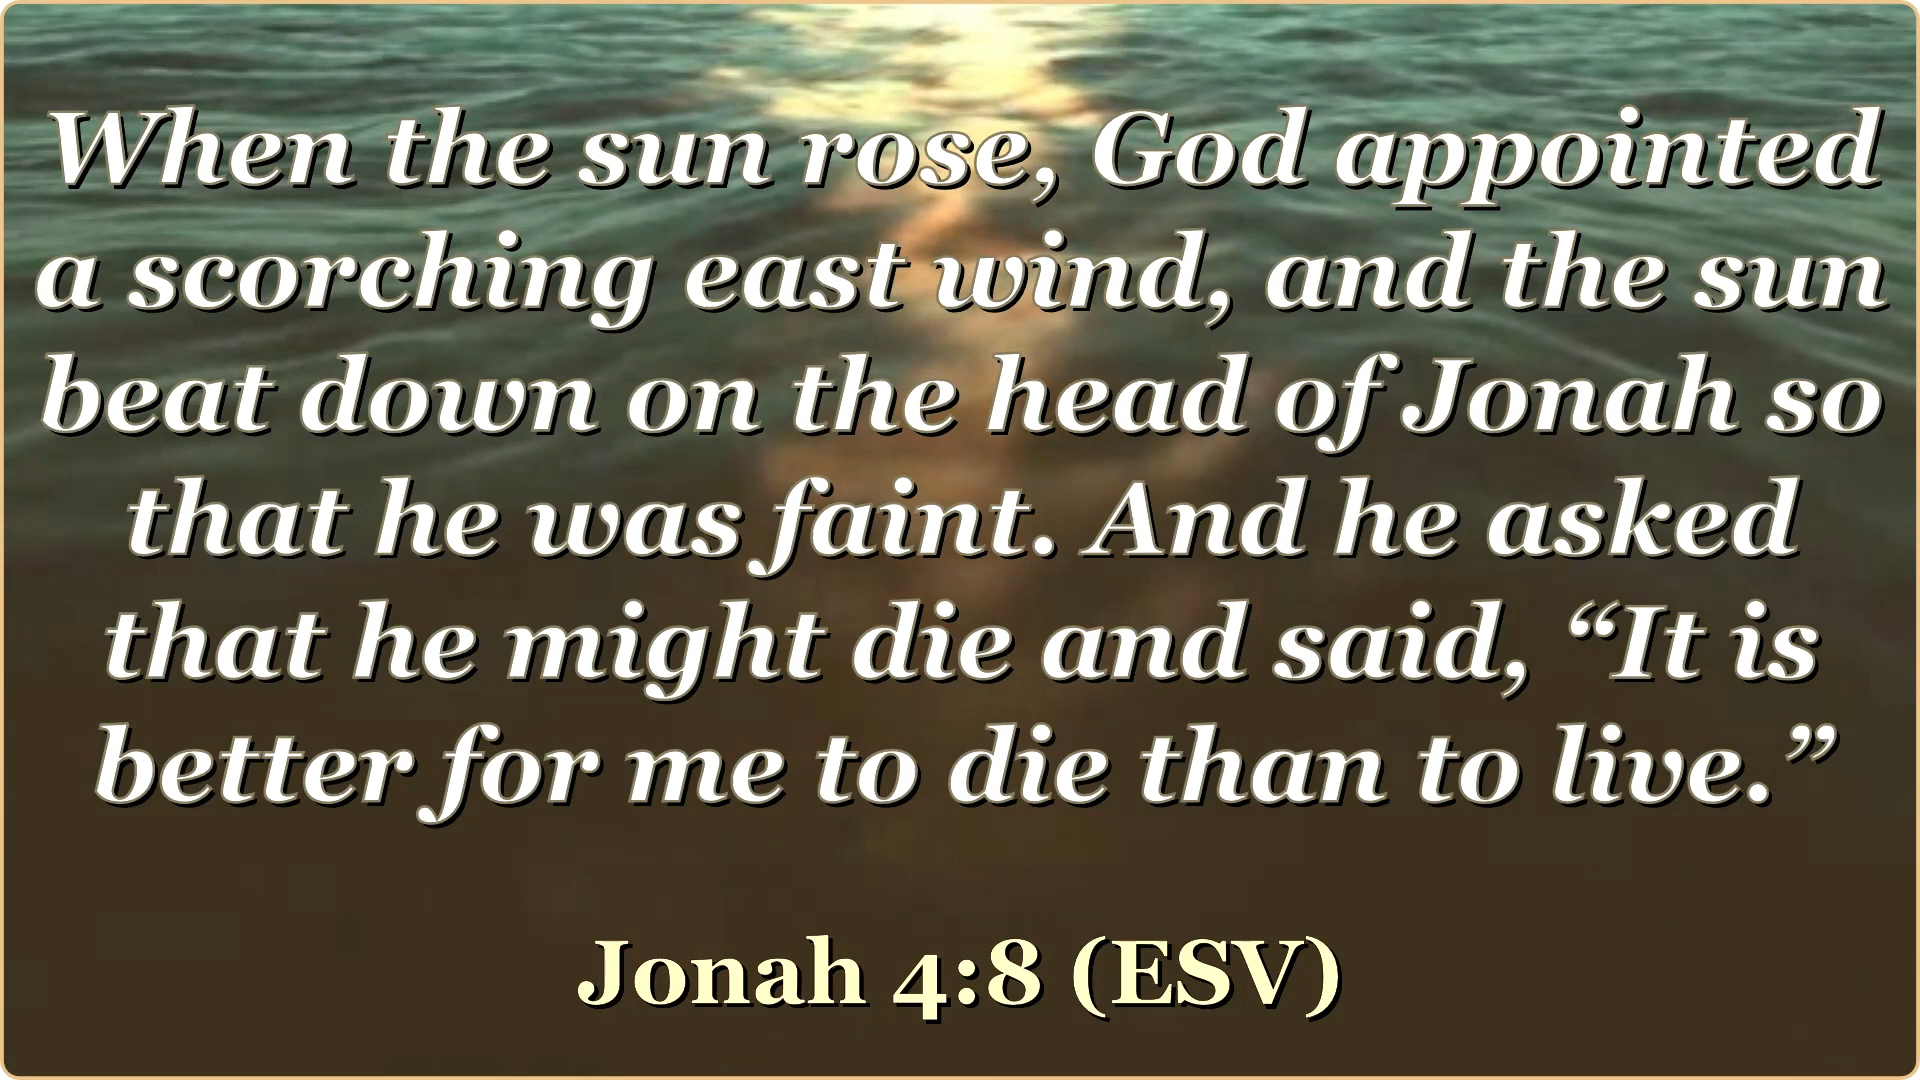 When the sun rose, God appointed
a scorching east wind, and the sun
beat down on the head of Jonah so
that he was faint. And he asked
that he might die and said, “It is
better for me to die than to live.”
Jonah 4:8 (ESV)